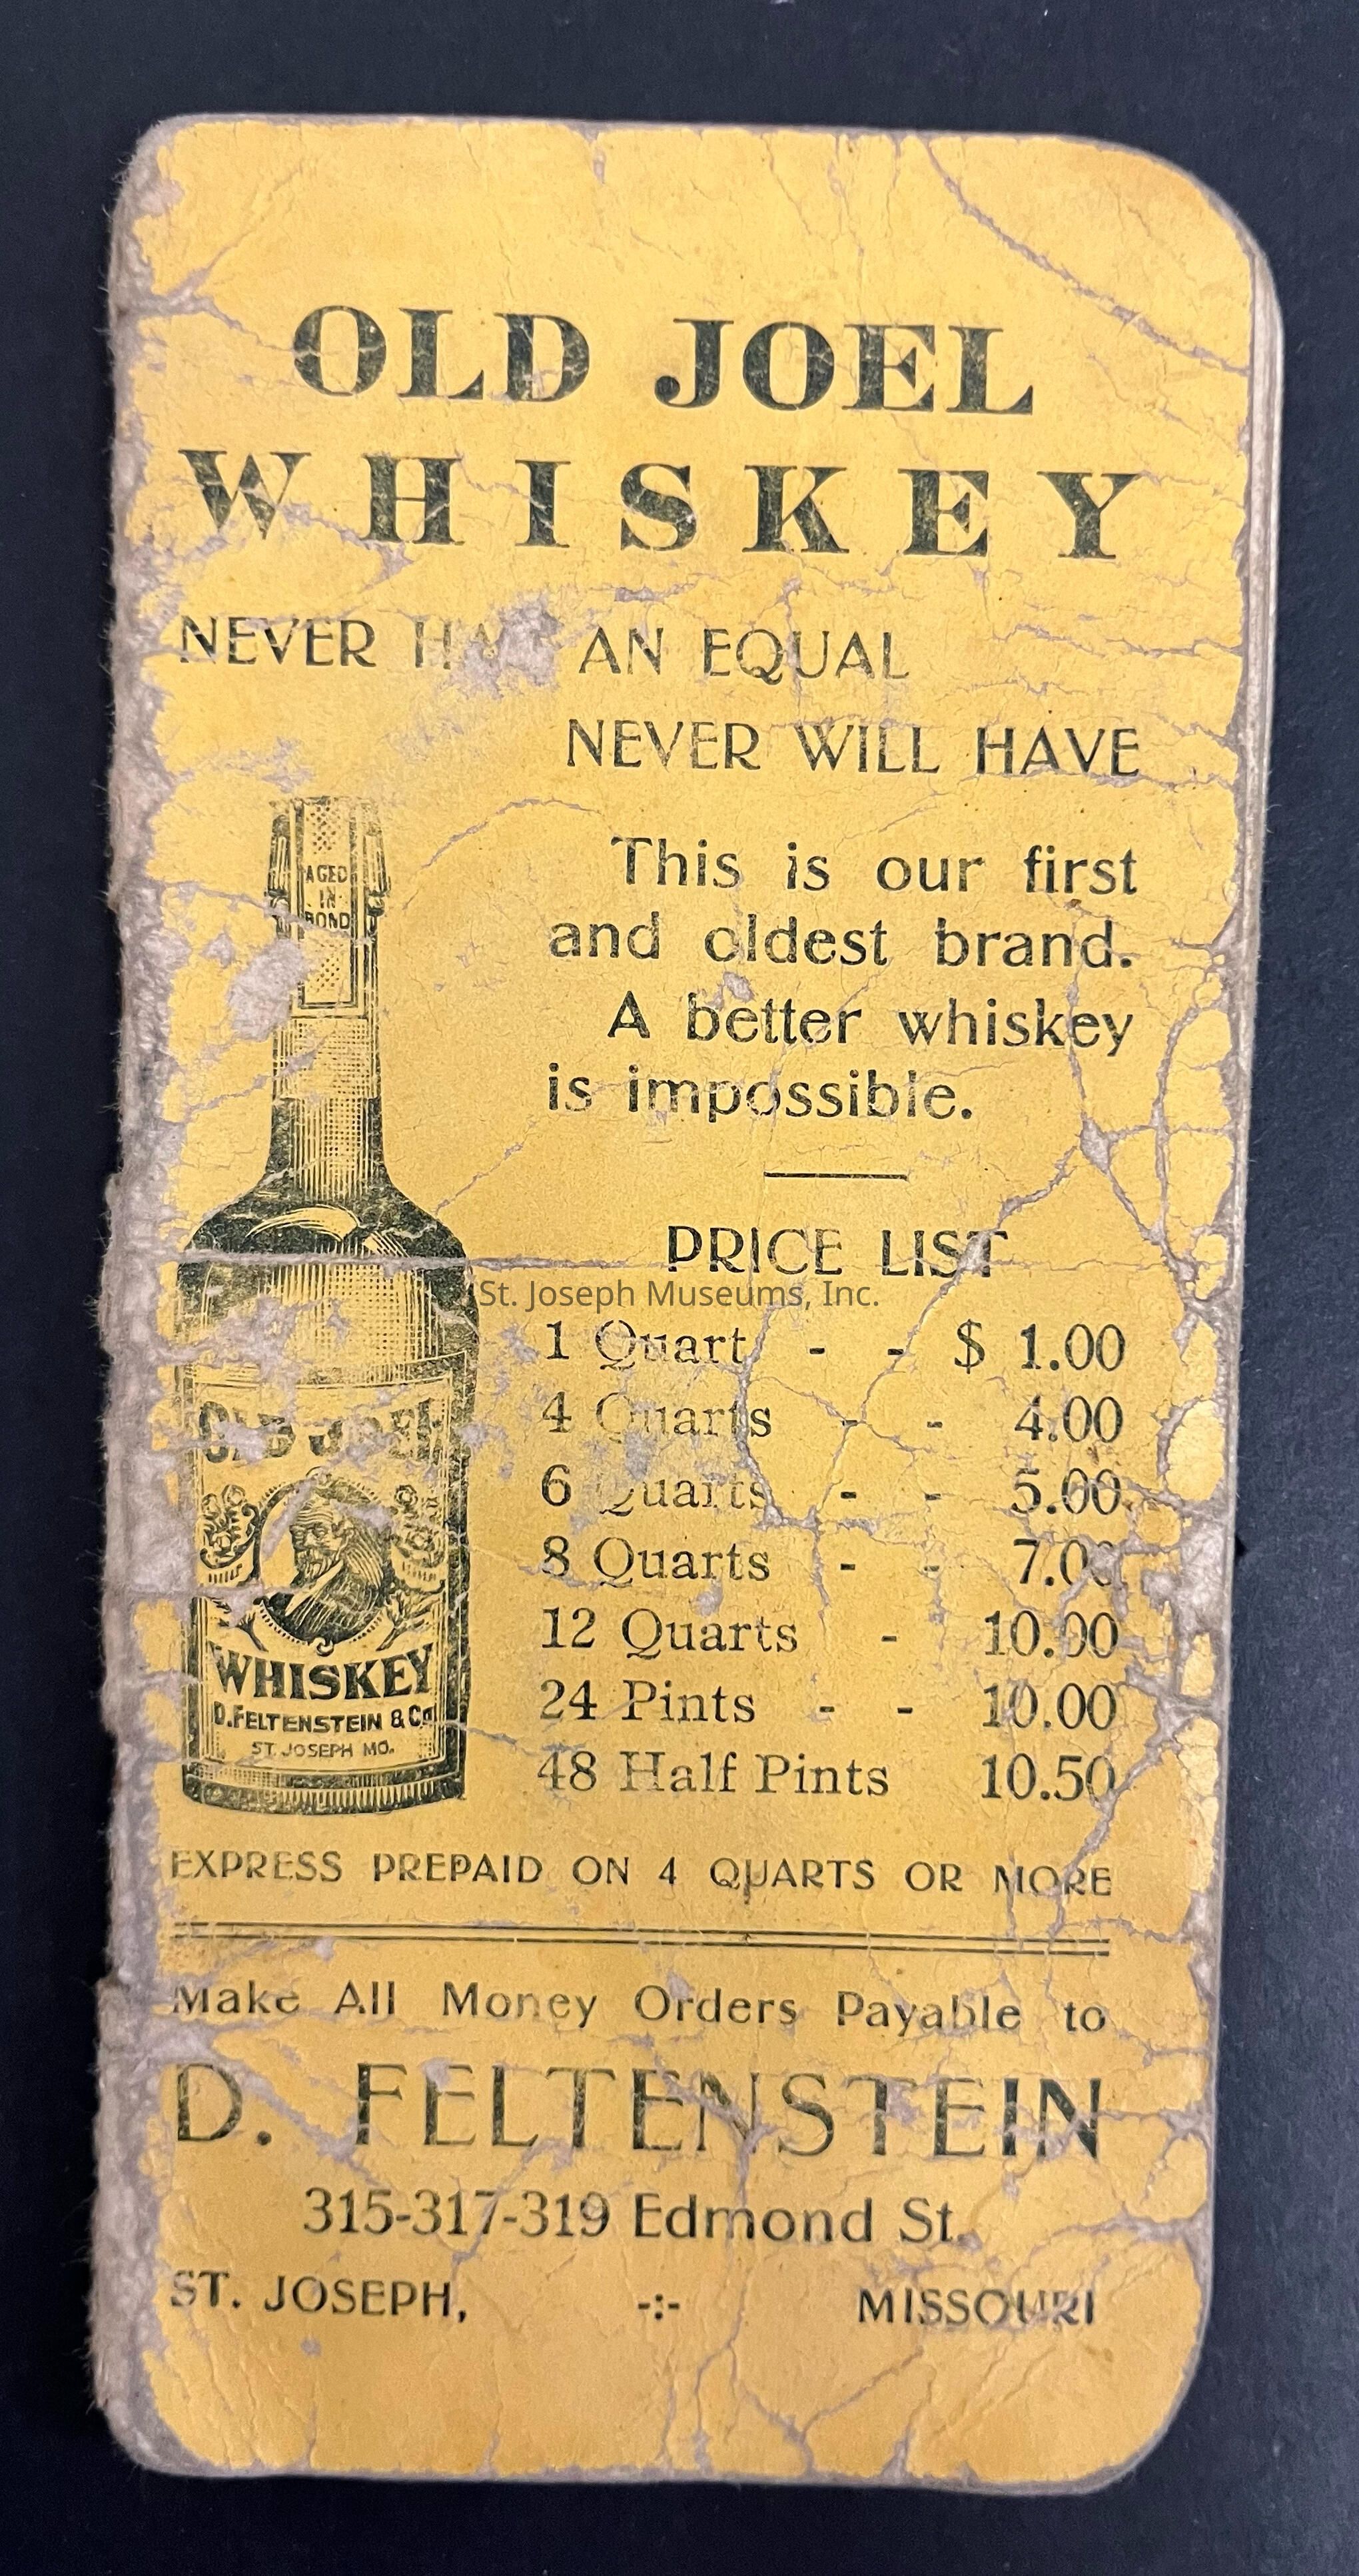 OLD JOEL
WHISKEY
NEVER AN EQUAL
NEVER WILL HAVE
This is our first
and oldest brand.
A better whiskey
is impossible.
PRICE LIST
St. Joseph Museums, Inc.
1 Quart - - $ 1.00
4 Quarts - - 4.00
6 Quarts - - 5.00
8 Quarts - - 7.00
12 Quarts - 10.00
24 Pints - - 10.00
48 Half Pints 10.50
AGED
IN
BOND
OLD JOEL
WHISKEY
D. FELTENSTEIN & Co
ST. JOSEPH MO.
EXPRESS PREPAID ON 4 QUARTS OR MORE
Make All Money Orders Payable to
D. FELTENSTEIN
315-317-319 Edmond St.
ST. JOSEPH, -:- MISSOURI